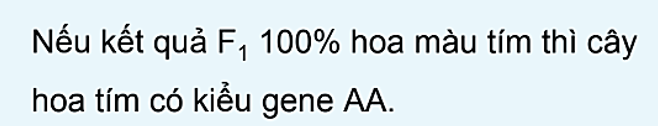 Nếu kết quả F₁ 100% hoa màu tím thì cây
hoa tím có kiểu gene AA.